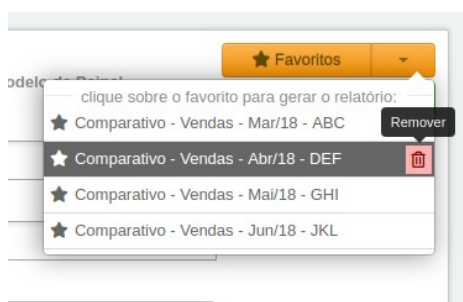 Favoritos
odelo de Painel
clique sobre o favorito para gerar o relatório:
Comparativo - Vendas - Mar/18 - ABC
Remover
Comparativo - Vendas - Abr/18 - DEF
Comparativo - Vendas - Mai/18 - GHI
Comparativo - Vendas - Jun/18 - JKL